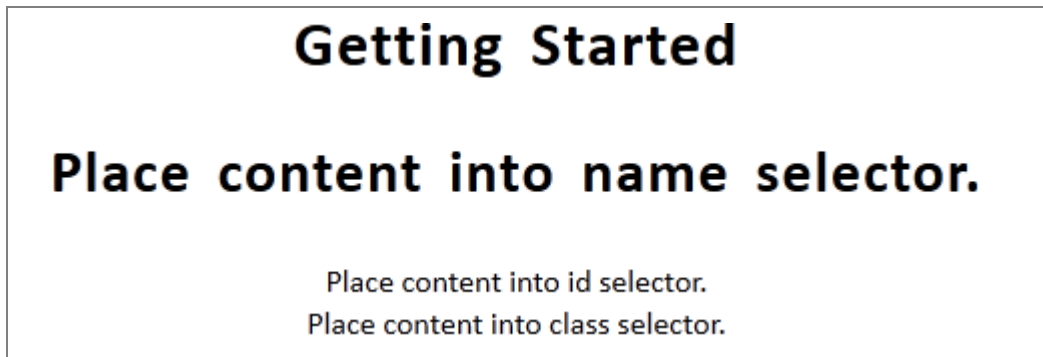 Getting Started
Place content into name selector.
Place content into id selector.
Place content into class selector.